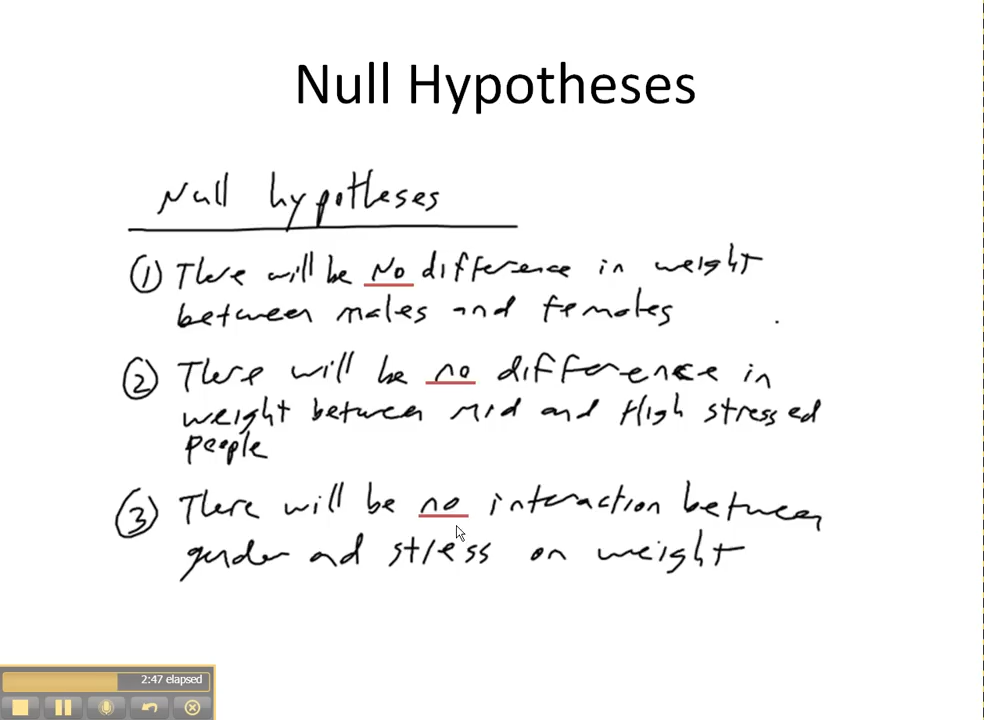 Null Hypotheses
Null hypotheses
① There will be No difference in weight
between males and females
② There will be no difference in
weight between mid and High stressed
people
③ There will be no interaction between
gender and stress on weight
2:47 elapsed